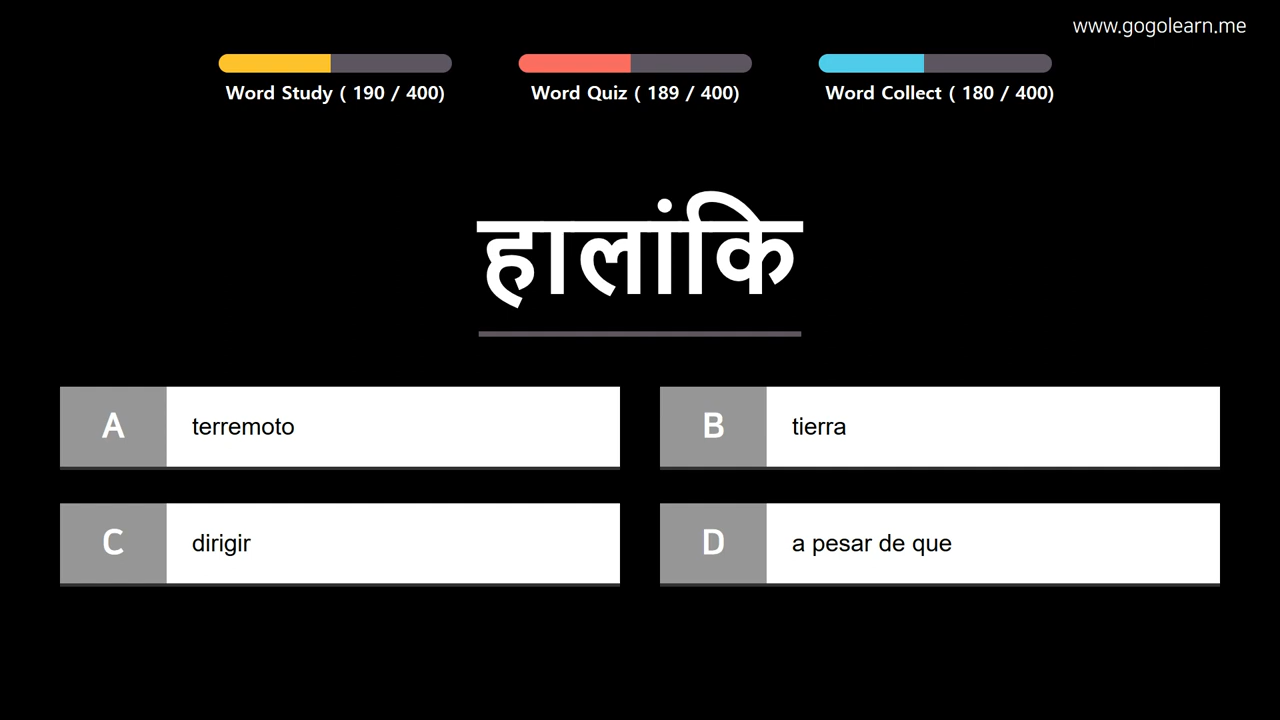 www.gogolearn.me
Word Study ( 190 / 400)
Word Quiz ( 189 / 400)
Word Collect ( 180 / 400)
हालांकि
A terremoto
B tierra
C dirigir
D a pesar de que